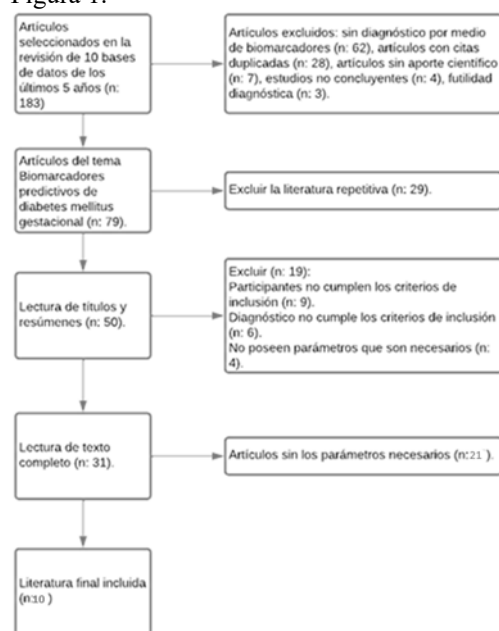 Figura 1.
Artículos
seleccionados en la
revisión de 10 bases
de datos de los
últimos 5 años (n:
183)
Artículos excluidos: sin diagnóstico por medio
de biomarcadores (n: 62), artículos con citas
duplicadas (n: 28), artículos sin aporte científico
(n: 7), estudios no concluyentes (n: 4), futilidad
diagnóstica (n: 3).
Artículos del tema
Biomarcadores
predictivos de
diabetes mellitus
gestacional (n: 79).
Excluir la literatura repetitiva (n: 29).
Lectura de títulos y
resúmenes (n: 50).
Excluir (n: 19):
Participantes no cumplen los criterios de
inclusión (n: 9).
Diagnóstico no cumple los criterios de inclusión
(n: 6).
No poseen parámetros que son necesarios (n:
4).
Lectura de texto
completo (n: 31).
Artículos sin los parámetros necesarios (n:21 ).
Literatura final incluida
(n:10 )